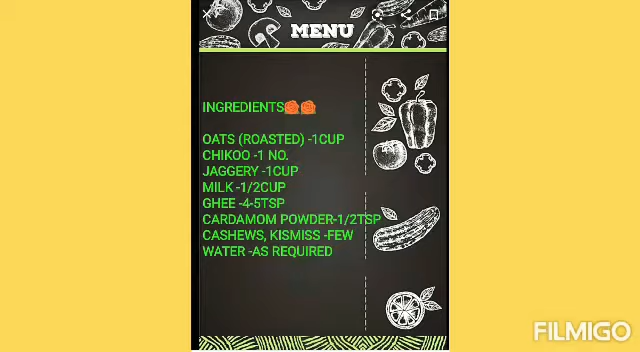 MENU
INGREDIENTS
OATS (ROASTED) -1CUP
CHIKOO -1 NO.
JAGGERY -1CUP
MILK -1/2CUP
GHEE -4-5TSP
CARDAMOM POWDER-1/2TSP
CASHEWS, KISMISS -FEW
WATER -AS REQUIRED
FILMIGO